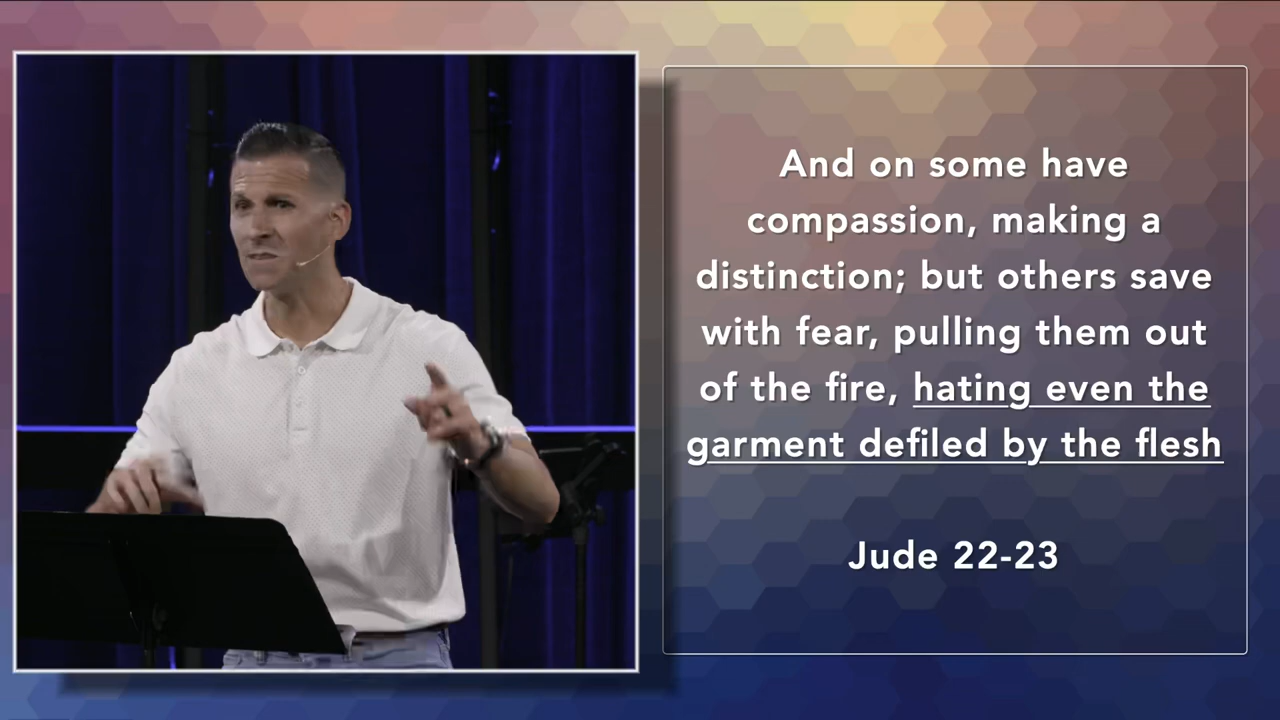 And on some have
compassion, making a
distinction; but others save
with fear, pulling them out
of the fire, hating even the
garment defiled by the flesh
Jude 22-23